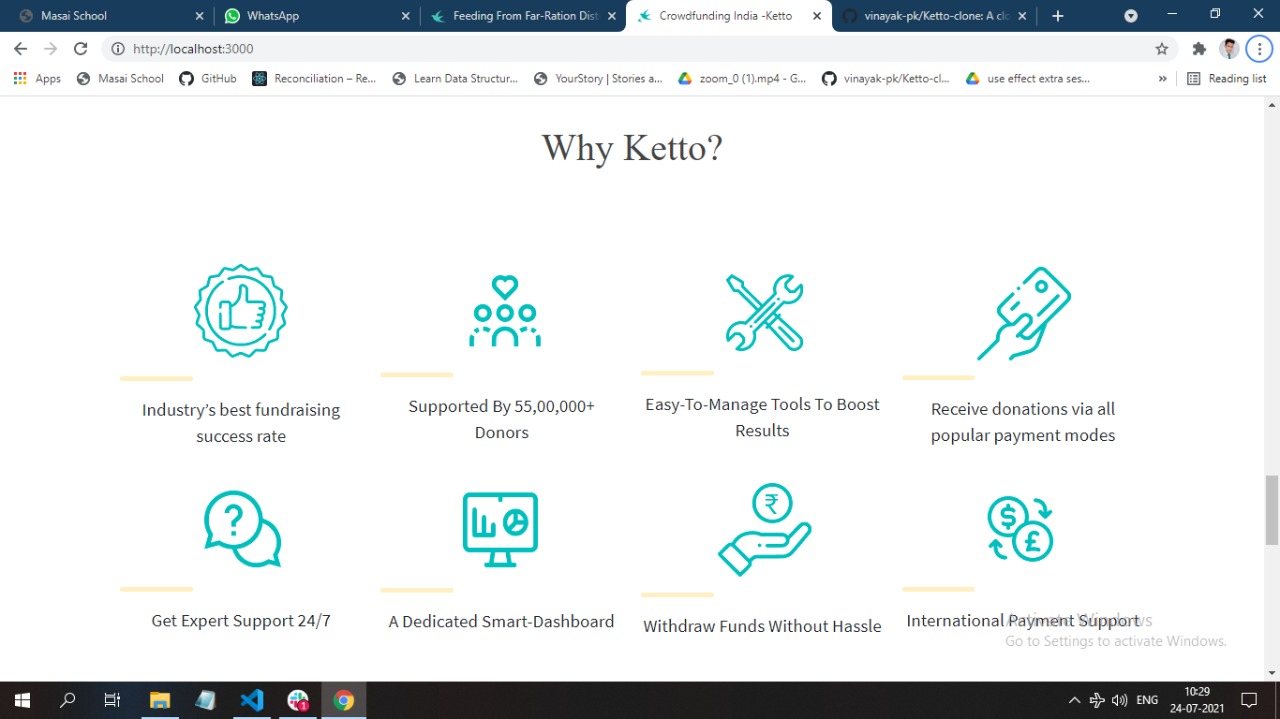 Masai School
WhatsApp
Feeding From Far-Ration Dist
Crowdfunding India -Ketto
vinayak-pk/Ketto-clone: A clo
http://localhost:3000
Apps
Masai School
GitHub
Reconciliation – Re...
Learn Data Structur...
YourStory | Stories a...
zoom_0 (1).mp4 - G...
vinayak-pk/Ketto-cl...
use effect extra ses...
»
Reading list
Why Ketto?
Industry’s best fundraising
success rate
Supported By 55,00,000+
Donors
Easy-To-Manage Tools To Boost
Results
Receive donations via all
popular payment modes
?
₹
$
£
Get Expert Support 24/7
A Dedicated Smart-Dashboard
Withdraw Funds Without Hassle
International Payment Support
Activate Windows
Go to Settings to activate Windows.
1
ENG
10:29
24-07-2021